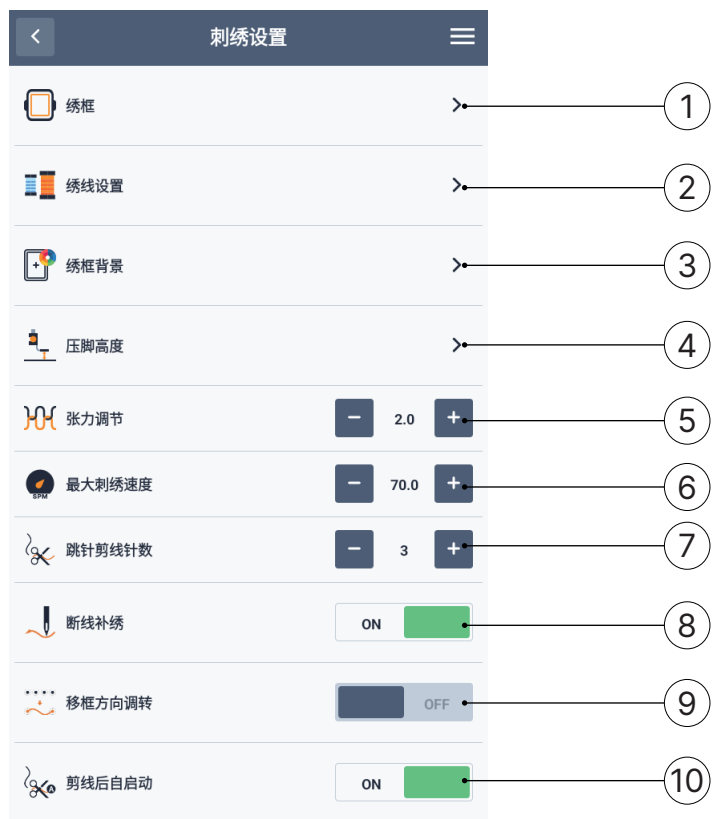 刺绣设置
绣框 1
绣线设置 2
绣框背景 3
压脚高度 4
张力调节 − 2.0 + 5
SPM 最大刺绣速度 − 70.0 + 6
跳针剪线针数 − 3 + 7
断线补绣 ON 8
移框方向调转 OFF 9
A 剪线后自启动 ON 10